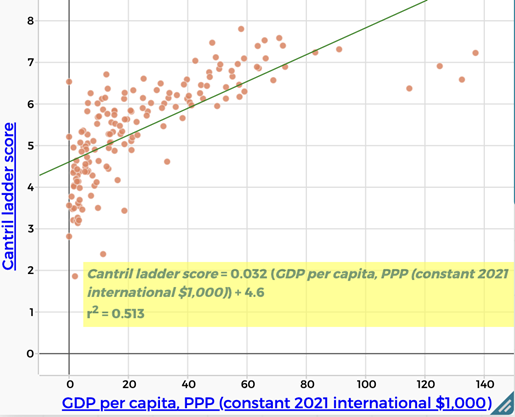 Cantril ladder score
8
7
6
5
4
3
2
1
0
Cantril ladder score = 0.032 (GDP per capita, PPP (constant 2021
international $1,000)) + 4.6
r² = 0.513
0 20 40 60 80 100 120 140
GDP per capita, PPP (constant 2021 international $1,000)